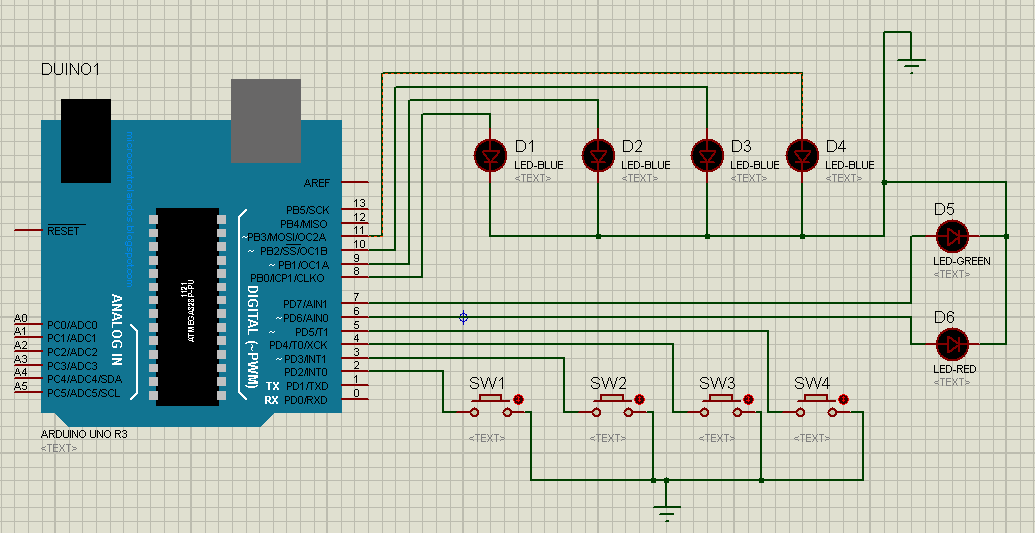 DUINO1
microcontrolandos.blogspot.com
AREF
PB5/SCK 13
PB4/MISO 12
~PB3/MOSI/OC2A 11
~ PB2/SS/OC1B 10
~ PB1/OC1A 9
PB0/ICP1/CLKO 8
PD7/AIN1 7
~ PD6/AIN0 6
~ PD5/T1 5
PD4/T0/XCK 4
~ PD3/INT1 3
PD2/INT0 2
TX PD1/TXD 1
RX PD0/RXD 0
RESET
ANALOG IN
DIGITAL (~PWM)
1121
ATMEGA328P-PU
A0 PC0/ADC0
A1 PC1/ADC1
A2 PC2/ADC2
A3 PC3/ADC3
A4 PC4/ADC4/SDA
A5 PC5/ADC5/SCL
ARDUINO UNO R3
<TEXT>
D1
LED-BLUE
<TEXT>
D2
LED-BLUE
<TEXT>
D3
LED-BLUE
<TEXT>
D4
LED-BLUE
<TEXT>
D5
LED-GREEN
<TEXT>
D6
LED-RED
<TEXT>
SW1
<TEXT>
SW2
<TEXT>
SW3
<TEXT>
SW4
<TEXT>